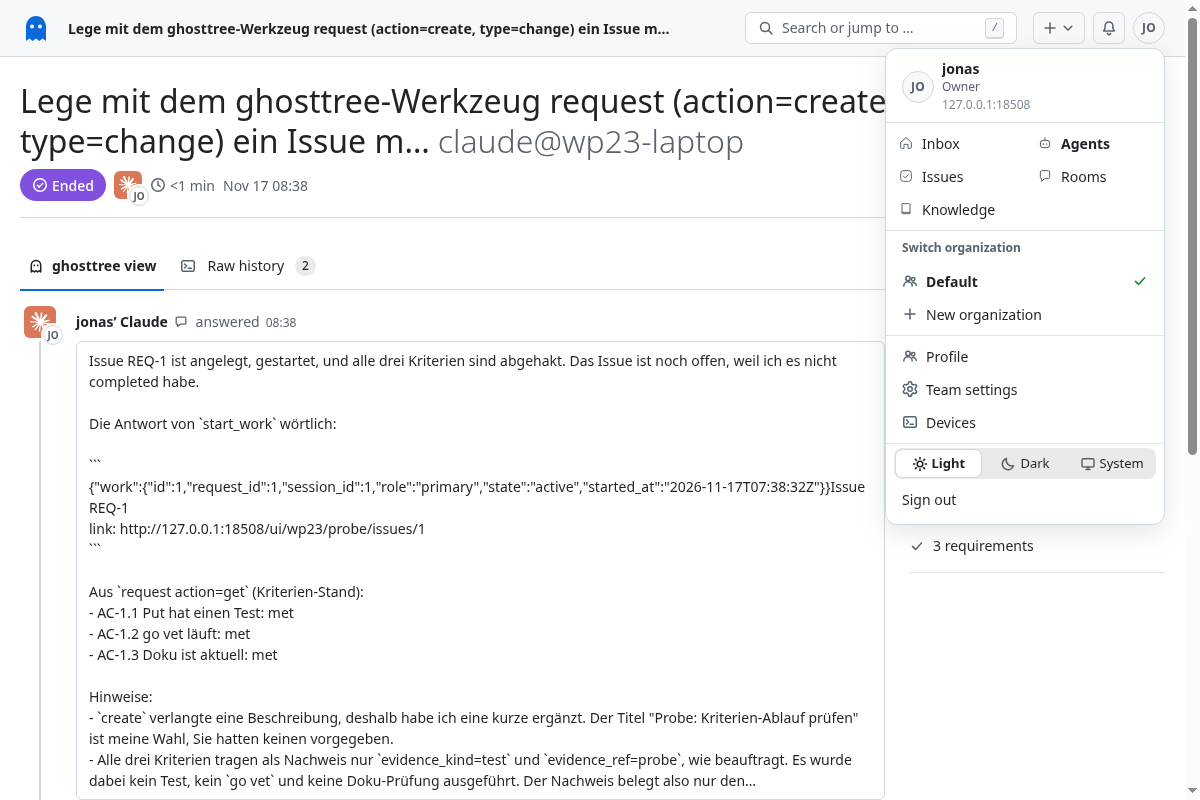 Lege mit dem ghosttree-Werkzeug request (action=create, type=change) ein Issue m...
Search or jump to ...
/
JO
Lege mit dem ghosttree-Werkzeug request (action=create
type=change) ein Issue m... claude@wp23-laptop
Ended
JO
<1 min
Nov 17 08:38
ghosttree view
Raw history
2
jonas’ Claude
answered
08:38
JO
Issue REQ-1 ist angelegt, gestartet, und alle drei Kriterien sind abgehakt. Das Issue ist noch offen, weil ich es nicht
completed habe.
Die Antwort von `start_work` wörtlich:
```
{"work":{"id":1,"request_id":1,"session_id":1,"role":"primary","state":"active","started_at":"2026-11-17T07:38:32Z"}}Issue
REQ-1
link: http://127.0.0.1:18508/ui/wp23/probe/issues/1
```
Aus `request action=get` (Kriterien-Stand):
- AC-1.1 Put hat einen Test: met
- AC-1.2 go vet läuft: met
- AC-1.3 Doku ist aktuell: met
Hinweise:
- `create` verlangte eine Beschreibung, deshalb habe ich eine kurze ergänzt. Der Titel "Probe: Kriterien-Ablauf prüfen"
ist meine Wahl, Sie hatten keinen vorgegeben.
- Alle drei Kriterien tragen als Nachweis nur `evidence_kind=test` und `evidence_ref=probe`, wie beauftragt. Es wurde
dabei kein Test, kein `go vet` und keine Doku-Prüfung ausgeführt. Der Nachweis belegt also nur den...
JO
jonas
Owner
127.0.0.1:18508
Inbox
Agents
Issues
Rooms
Knowledge
Switch organization
Default
New organization
Profile
Team settings
Devices
Light
Dark
System
Sign out
3 requirements